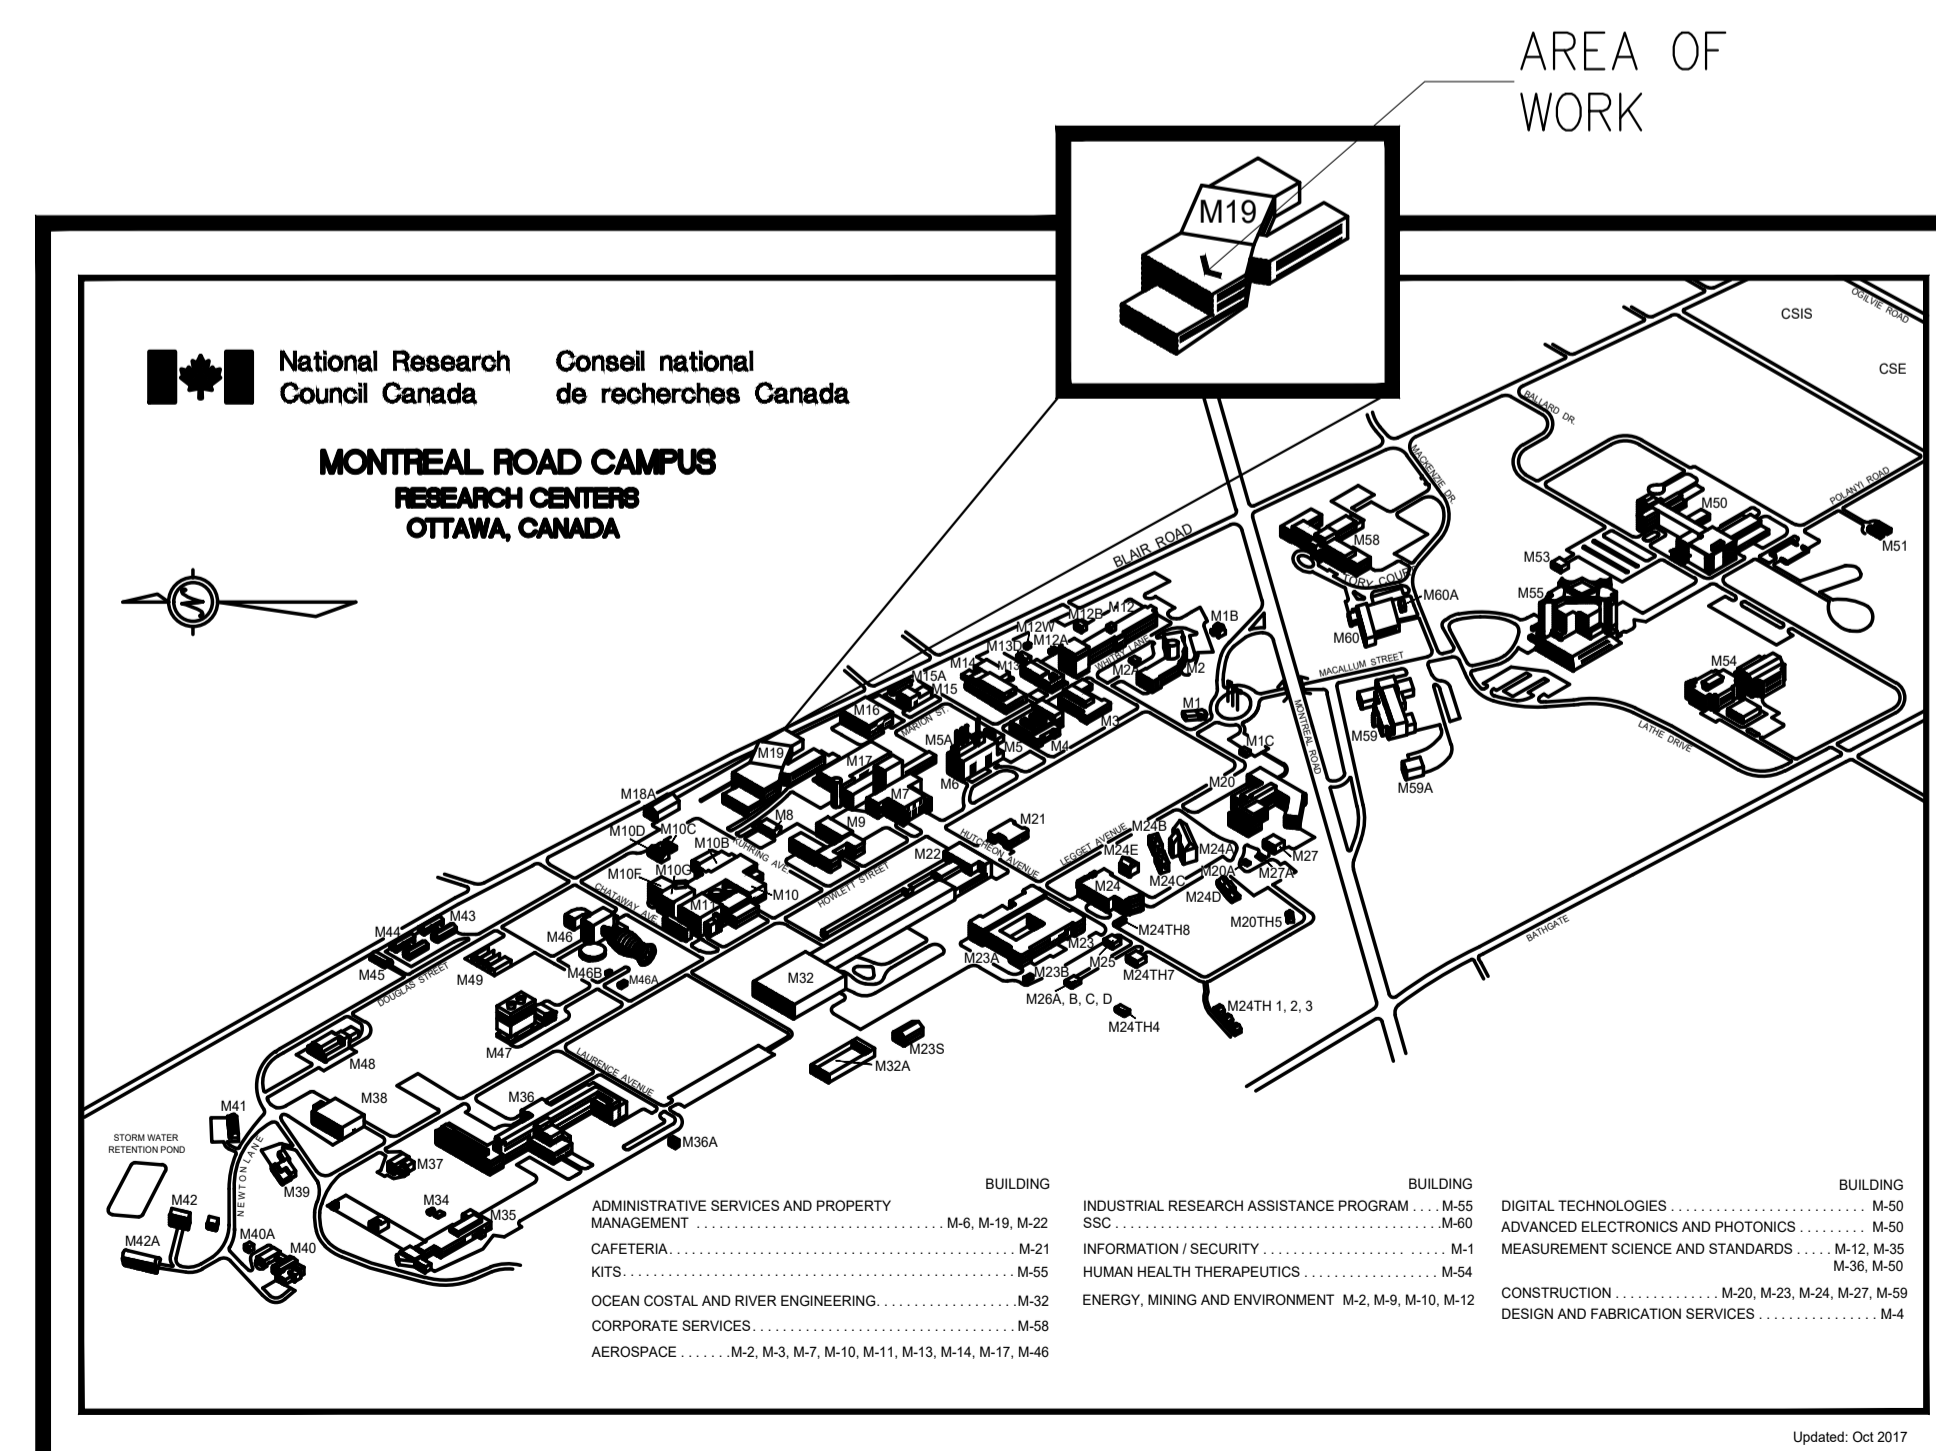 AREA OF
WORK
M19
National Research Conseil national
Council Canada de recherches Canada
MONTREAL ROAD CAMPUS
RESEARCH CENTERS
OTTAWA, CANADA
N
CSIS
OGILVIE ROAD
CSE
BALLARD DR.
MACKENZIE DR.
POLANYI ROAD
M50
M51
BLAIR ROAD
M58
TORY COURT
M53
M55
M60A
M60
MACALLUM STREET
M54
M59
M59A
LATHE DRIVE
MONTREAL ROAD
BATHGATE
M12B
M12
M1B
M12W
M12A
M13D
M13
WHILBY LANE
M2A
M2
M14
M15A
M15
M16
MARION ST.
M1
M3
M4
M5
M5A
M6
M1C
M19
M17
M7
M18A
M8
M9
M20
M21
HUTCHEON AVENUE
LEGGET AVENUE
M24B
M24A
M24E
M24C
M27
M27A
M20A
M24D
M24
M10D
M10C
M10B
KUHRING AVE.
M10F
M10G
M10
M11
M22
HOWLETT STREET
CHATAWAY AVE.
M20TH5
M24TH8
M23
M23A
M25
M24TH7
M23B
M26A, B, C, D
M24TH 1, 2, 3
M24TH4
M43
M44
M45
M46
M46B
M46A
M49
DOUGLAS STREET
M32
M23S
M32A
M47
M48
LAURENCE AVENUE
M36
M38
M41
STORM WATER
RETENTION POND
NEWTON LANE
M36A
M37
M39
M42
M34
M35
M42A
M40A
M40
BUILDING
ADMINISTRATIVE SERVICES AND PROPERTY
MANAGEMENT . . . . . . . . . . . . . . . . . . . . . . . . . . . . . . . . . M-6, M-19, M-22
CAFETERIA. . . . . . . . . . . . . . . . . . . . . . . . . . . . . . . . . . . . . . . . . . . . . . M-21
KITS. . . . . . . . . . . . . . . . . . . . . . . . . . . . . . . . . . . . . . . . . . . . . . . . . . . . M-55
OCEAN COSTAL AND RIVER ENGINEERING. . . . . . . . . . . . . . . . . . .M-32
CORPORATE SERVICES. . . . . . . . . . . . . . . . . . . . . . . . . . . . . . . . . . . M-58
AEROSPACE . . . . . . .M-2, M-3, M-7, M-10, M-11, M-13, M-14, M-17, M-46
BUILDING
INDUSTRIAL RESEARCH ASSISTANCE PROGRAM . . . . M-55
SSC . . . . . . . . . . . . . . . . . . . . . . . . . . . . . . . . . . . . . . . . . . .M-60
INFORMATION / SECURITY . . . . . . . . . . . . . . . . . . . . . . . . M-1
HUMAN HEALTH THERAPEUTICS . . . . . . . . . . . . . . . . . . M-54
ENERGY, MINING AND ENVIRONMENT M-2, M-9, M-10, M-12
BUILDING
DIGITAL TECHNOLOGIES . . . . . . . . . . . . . . . . . . . . . . . . . . M-50
ADVANCED ELECTRONICS AND PHOTONICS . . . . . . . . . M-50
MEASUREMENT SCIENCE AND STANDARDS . . . . . M-12, M-35
M-36, M-50
CONSTRUCTION . . . . . . . . . . . . . . M-20, M-23, M-24, M-27, M-59
DESIGN AND FABRICATION SERVICES . . . . . . . . . . . . . . . . M-4
Updated: Oct 2017